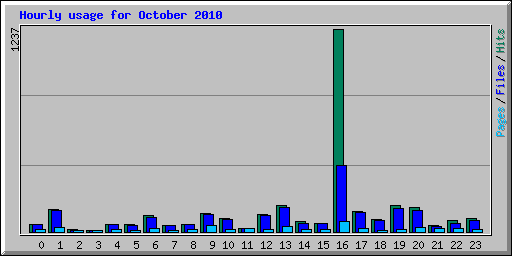 Hourly usage for October 2010
1237
Pages/Files/Hits
0 1 2 3 4 5 6 7 8 9 10 11 12 13 14 15 16 17 18 19 20 21 22 23